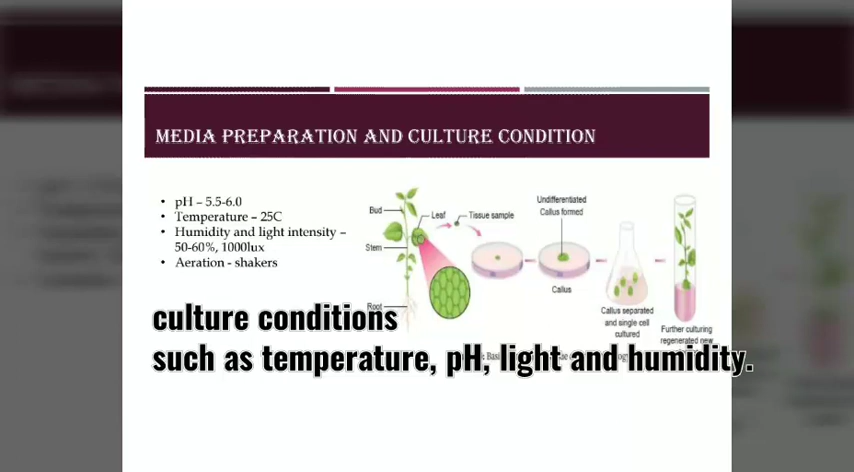 MEDIA PREPARATION AND CULTURE CONDITION
• pH – 5.5-6.0
• Temperature – 25C
• Humidity and light intensity –
50-60%, 1000lux
• Aeration - shakers
Bud
Leaf
Tissue sample
Stem
Root
Undifferentiated
Callus formed
Callus
Callus separated
and single cell
cultured
Further culturing
regenerated new
culture conditions
such as temperature, pH, light and humidity.